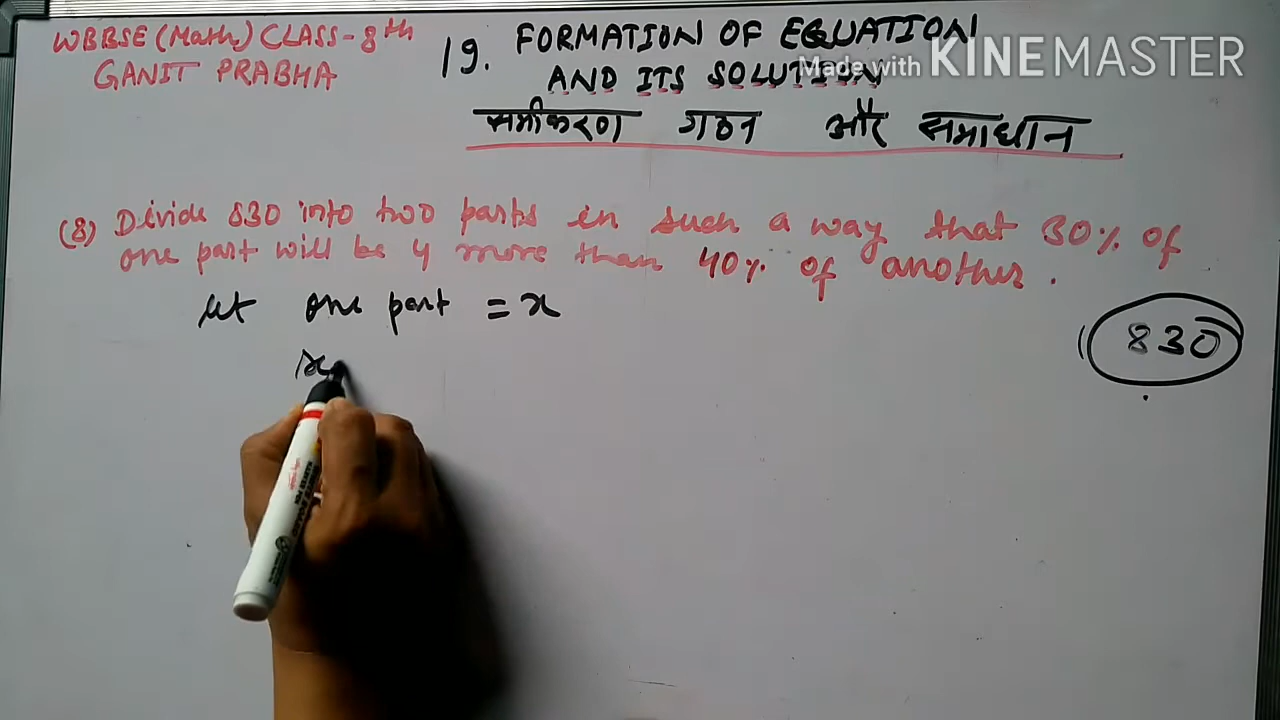 WBBSE (Math) CLASS-8th
GANIT PRABHA
19. FORMATION OF EQUATION
AND ITS SOLUTION
Made with KINEMASTER
समीकरण गठन और समाधान
(8) Divide 830 into two parts in such a way that 30% of
one part will be 4 more than 40% of another.
let one part = x
830